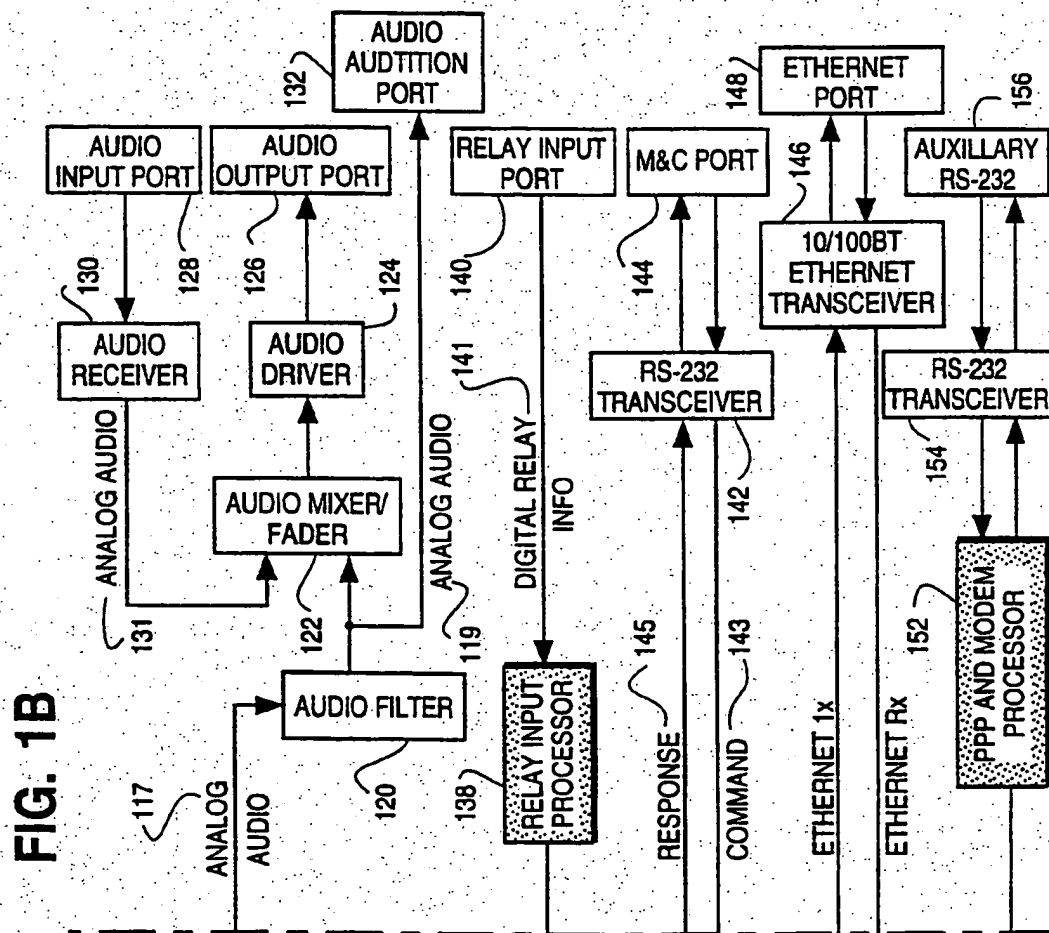 FIG. 1B
117
ANALOG
AUDIO
AUDIO FILTER
120
131
ANALOG AUDIO
AUDIO
RECEIVER
130
AUDIO
INPUT PORT
128
AUDIO MIXER/
FADER
122
AUDIO
DRIVER
124
AUDIO
OUTPUT PORT
126
AUDIO
AUDTITION
PORT
132
ANALOG AUDIO
119
RELAY INPUT
PROCESSOR
138
DIGITAL RELAY
INFO
141
RELAY INPUT
PORT
140
RESPONSE
145
COMMAND
143
RS-232
TRANSCEIVER
142
M&C PORT
144
ETHERNET 1x
ETHERNET Rx
10/100BT
ETHERNET
TRANSCEIVER
146
ETHERNET
PORT
148
PPP AND MODEM
PROCESSOR
152
RS-232
TRANSCEIVER
154
AUXILLARY
RS-232
156